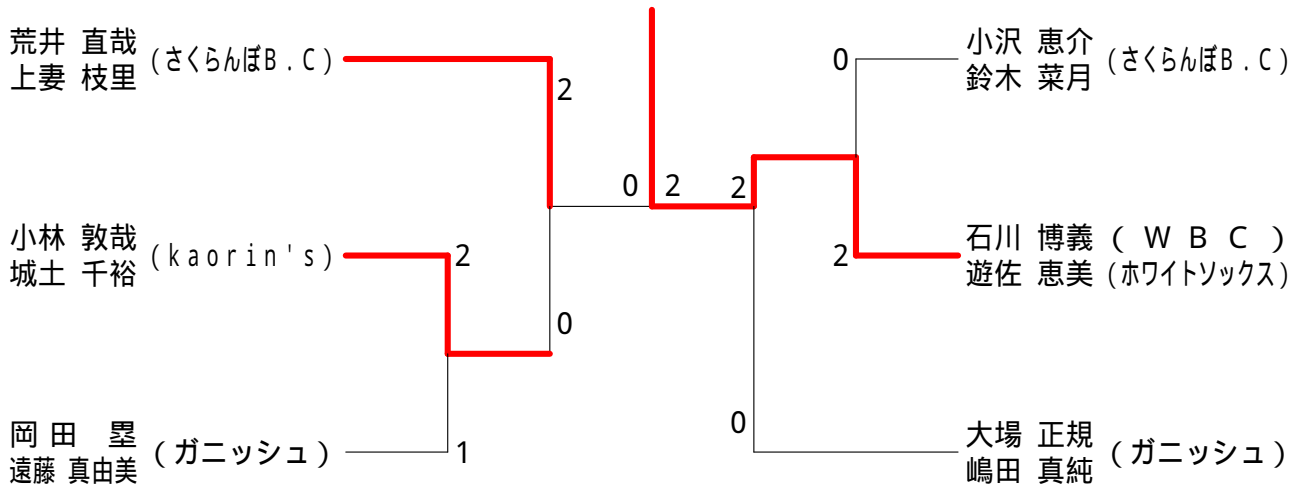 荒井 直哉
上妻 枝里
(さくらんぼB.C)
2
小林 敦哉
城土 千裕
(kaorin's)
2
0
岡田 塁
遠藤 真由美
(ガニッシュ)
1
0 2 2
0
小沢 恵介
鈴木 菜月
(さくらんぼB.C)
2
石川 博義 (WBC)
遊佐 恵美 (ホワイトソックス)
0
大場 正規
嶋田 真純
(ガニッシュ)